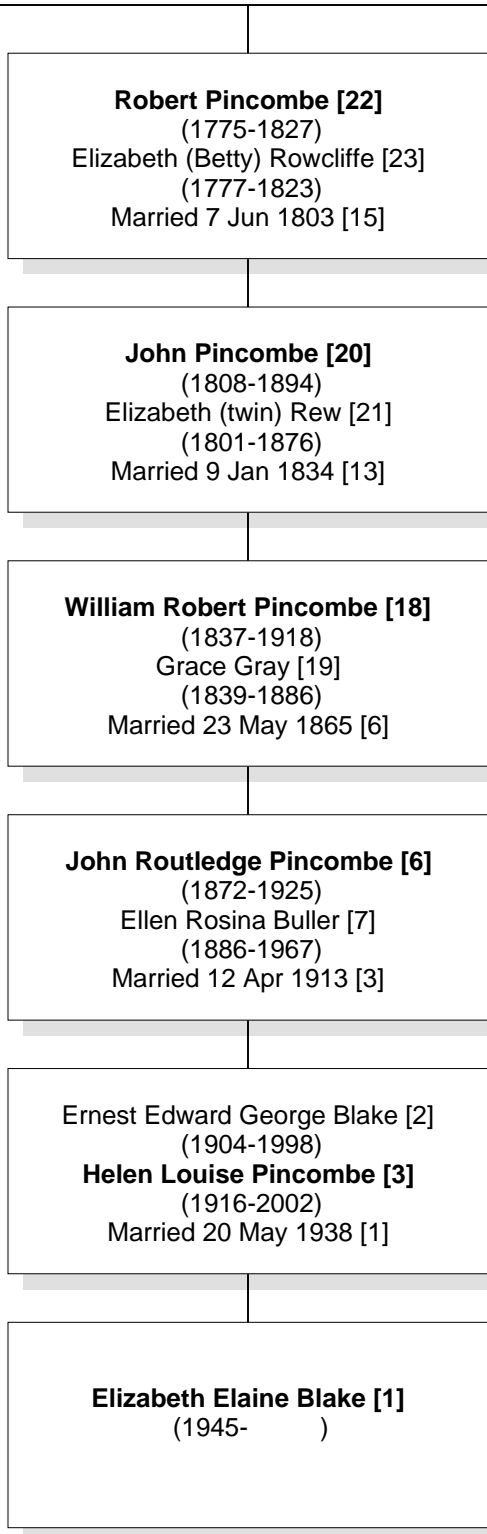 Robert Pincombe [22]
(1775-1827)
Elizabeth (Betty) Rowcliffe [23]
(1777-1823)
Married 7 Jun 1803 [15]
John Pincombe [20]
(1808-1894)
Elizabeth (twin) Rew [21]
(1801-1876)
Married 9 Jan 1834 [13]
William Robert Pincombe [18]
(1837-1918)
Grace Gray [19]
(1839-1886)
Married 23 May 1865 [6]
John Routledge Pincombe [6]
(1872-1925)
Ellen Rosina Buller [7]
(1886-1967)
Married 12 Apr 1913 [3]
Ernest Edward George Blake [2]
(1904-1998)
Helen Louise Pincombe [3]
(1916-2002)
Married 20 May 1938 [1]
Elizabeth Elaine Blake [1]
(1945-          )